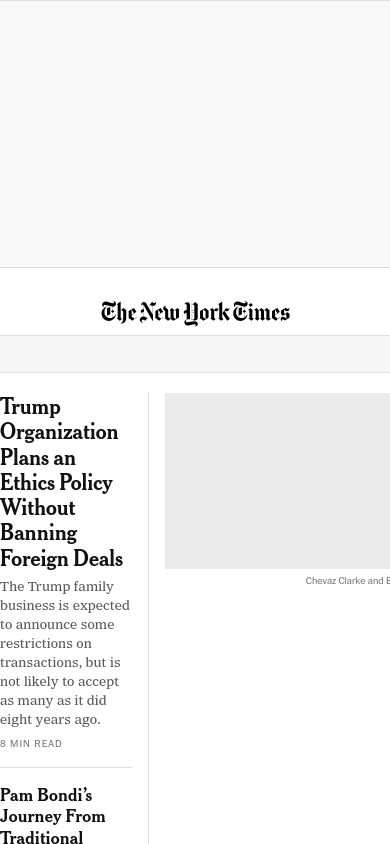 The New York Times
Trump
Organization
Plans an
Ethics Policy
Without
Banning
Foreign Deals
The Trump family
business is expected
to announce some
restrictions on
transactions, but is
not likely to accept
as many as it did
eight years ago.
8 MIN READ
Pam Bondi’s
Journey From
Traditional
Chevaz Clarke and